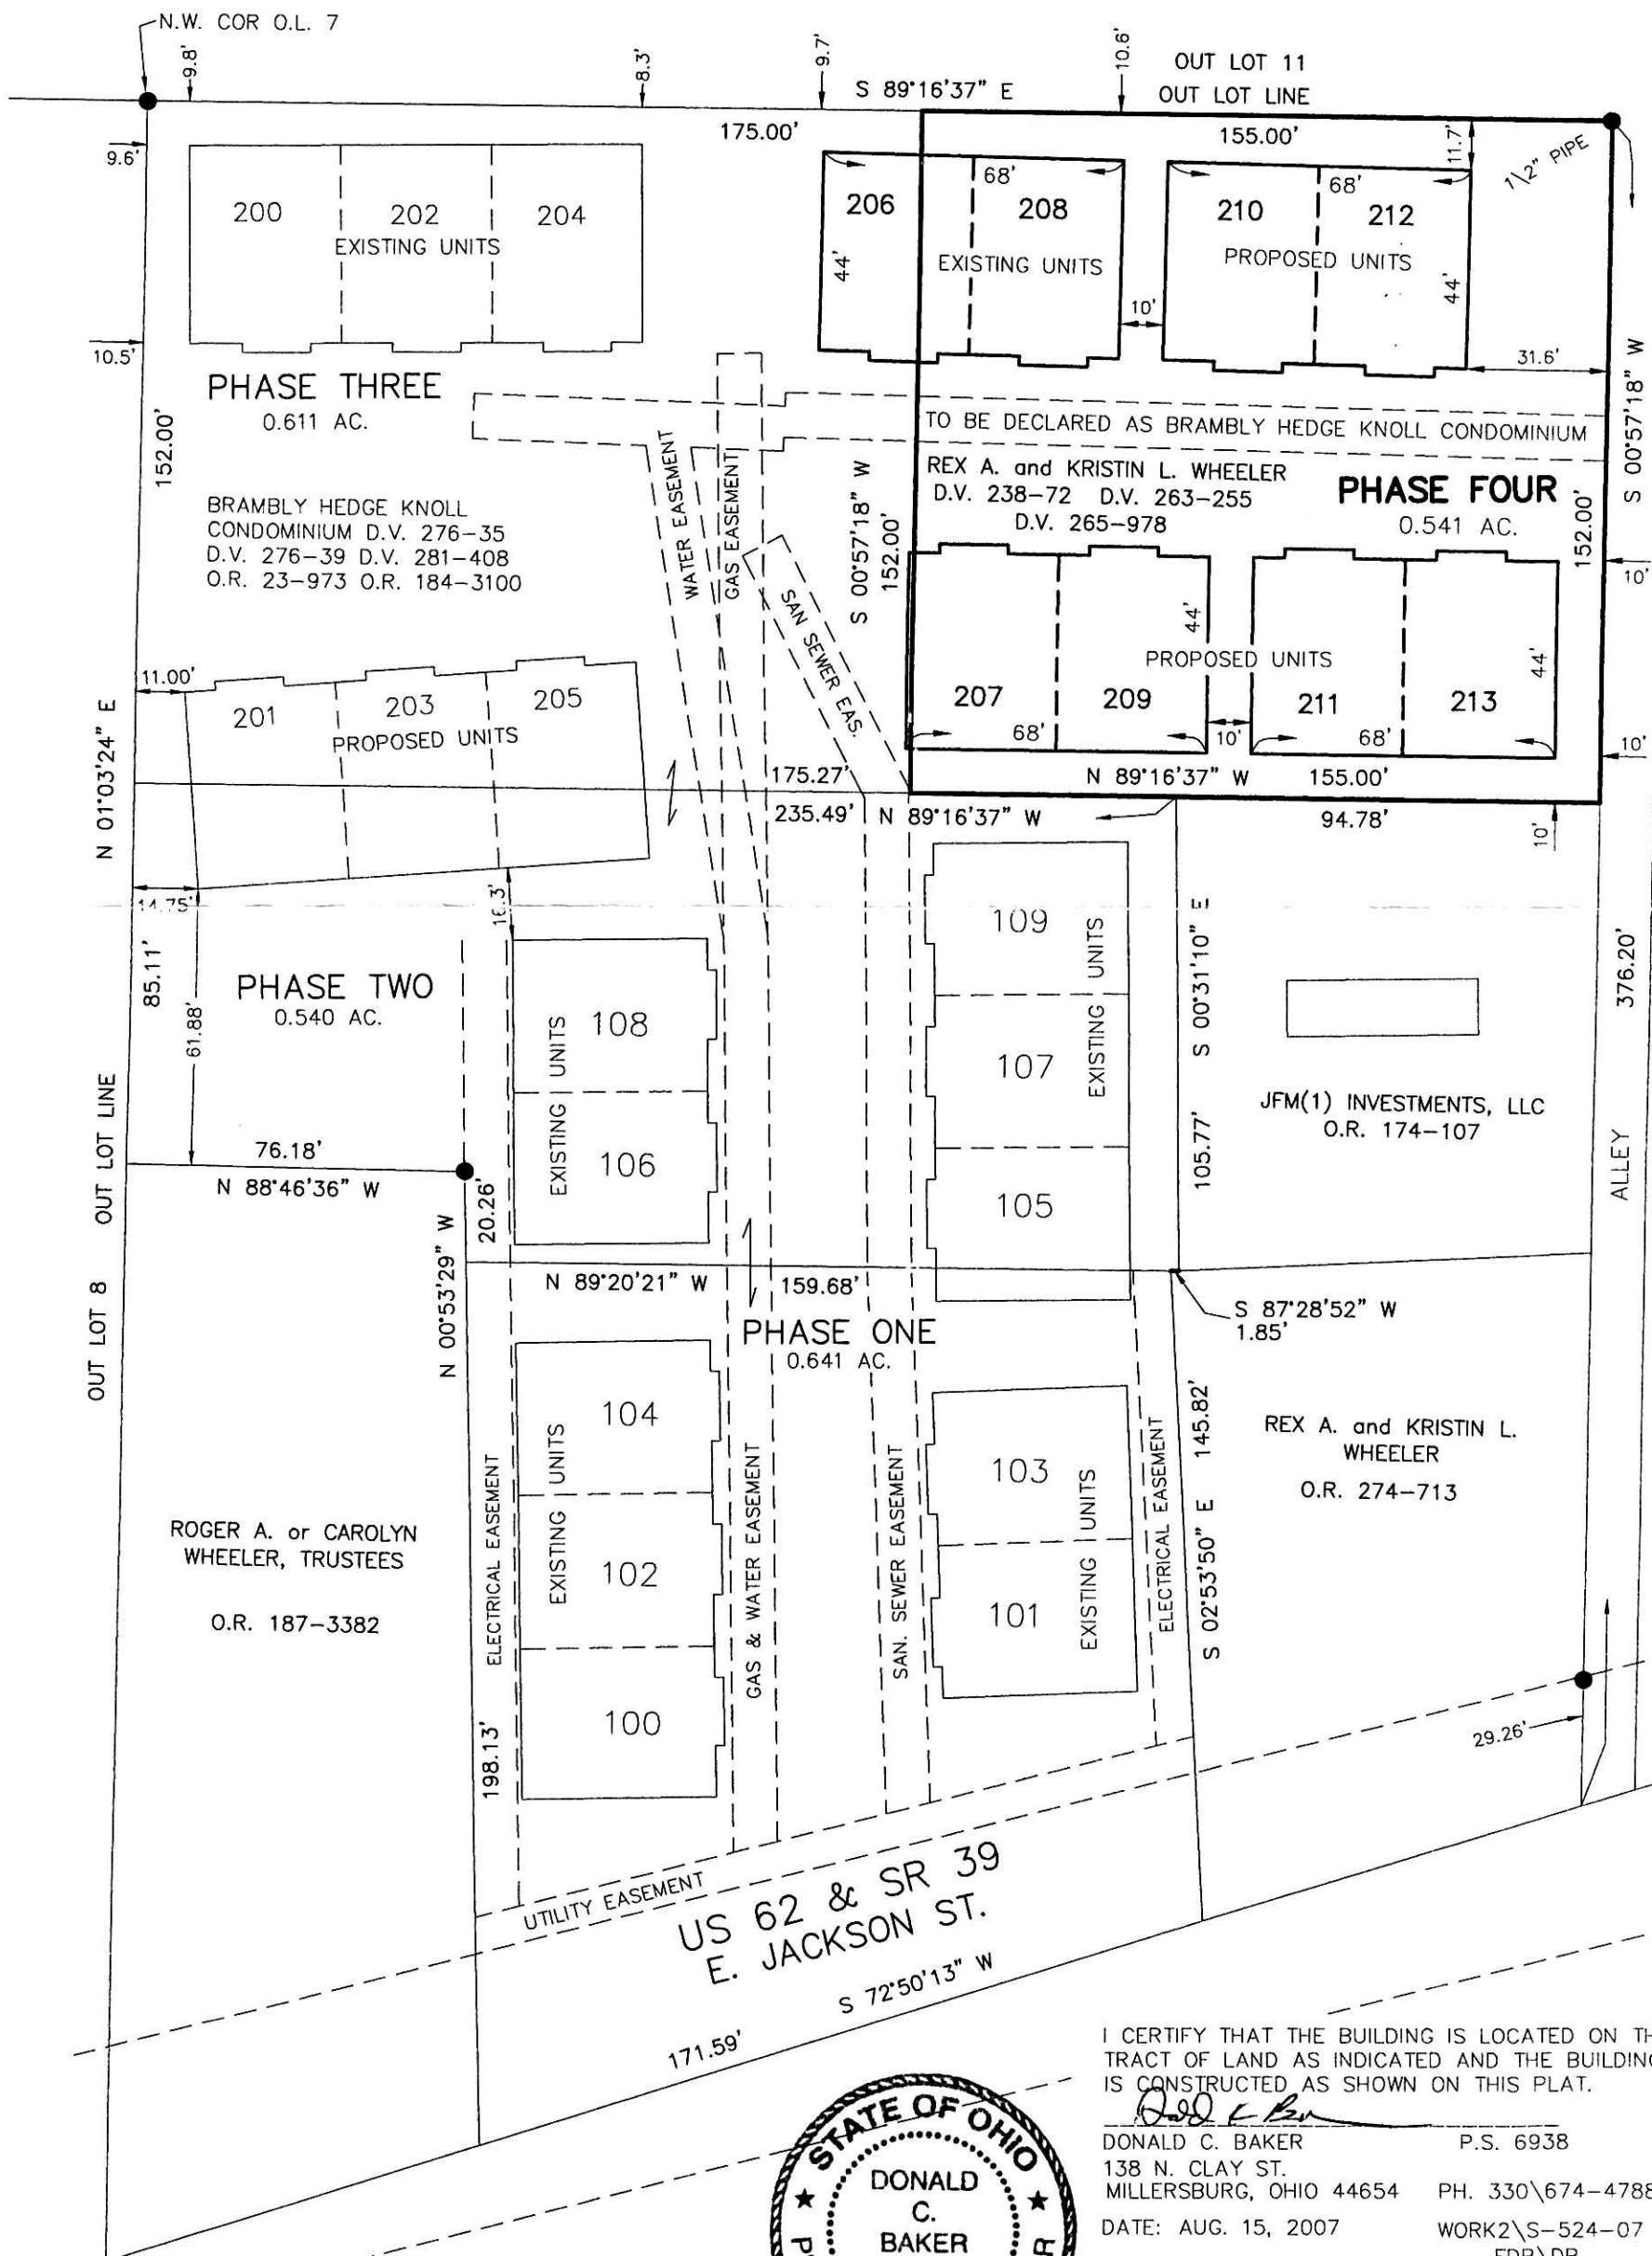 N.W. COR O.L. 7
9.8'
8.3'
9.7'
10.6'
OUT LOT 11
OUT LOT LINE
S 89°16'37" E
175.00'
155.00'
11.7'
1\2" PIPE
9.6'
10.5'
200
202
204
EXISTING UNITS
206
208
68'
44'
EXISTING UNITS
10'
210
212
68'
44'
PROPOSED UNITS
31.6'
S 00°57'18" W
PHASE THREE
0.611 AC.
152.00'
TO BE DECLARED AS BRAMBLY HEDGE KNOLL CONDOMINIUM
REX A. and KRISTIN L. WHEELER
D.V. 238-72 D.V. 263-255
D.V. 265-978
PHASE FOUR
0.541 AC.
152.00'
10'
BRAMBLY HEDGE KNOLL
CONDOMINIUM D.V. 276-35
D.V. 276-39 D.V. 281-408
O.R. 23-973 O.R. 184-3100
WATER EASEMENT
GAS EASEMENT
SAN SEWER EAS.
S 00°57'18" W
152.00'
44'
44'
PROPOSED UNITS
207
209
211
213
68'
10'
68'
10'
11.00'
201
203
205
PROPOSED UNITS
N 01°03'24" E
175.27'
N 89°16'37" W
155.00'
235.49'
N 89°16'37" W
94.78'
10'
14.75'
16.3'
85.11'
61.88'
PHASE TWO
0.540 AC.
108
106
EXISTING UNITS
109
107
105
EXISTING UNITS
S 00°31'10" E
105.77'
376.20'
ALLEY
JFM(1) INVESTMENTS, LLC
O.R. 174-107
OUT LOT LINE
OUT LOT 8
76.18'
N 88°46'36" W
20.26'
N 00°53'29" W
N 89°20'21" W
159.68'
S 87°28'52" W
1.85'
PHASE ONE
0.641 AC.
104
102
100
EXISTING UNITS
103
101
EXISTING UNITS
ELECTRICAL EASEMENT
GAS & WATER EASEMENT
SAN. SEWER EASEMENT
ELECTRICAL EASEMENT
145.82'
S 02°53'50" E
REX A. and KRISTIN L.
WHEELER
O.R. 274-713
ROGER A. or CAROLYN
WHEELER, TRUSTEES
O.R. 187-3382
198.13'
29.26'
UTILITY EASEMENT
US 62 & SR 39
E. JACKSON ST.
S 72°50'13" W
171.59'
I CERTIFY THAT THE BUILDING IS LOCATED ON TH
TRACT OF LAND AS INDICATED AND THE BUILDING
IS CONSTRUCTED AS SHOWN ON THIS PLAT.
DONALD C. BAKER P.S. 6938
138 N. CLAY ST.
MILLERSBURG, OHIO 44654 PH. 330\674-4788
DATE: AUG. 15, 2007 WORK2\S-524-07
STATE OF OHIO
DONALD
C.
BAKER